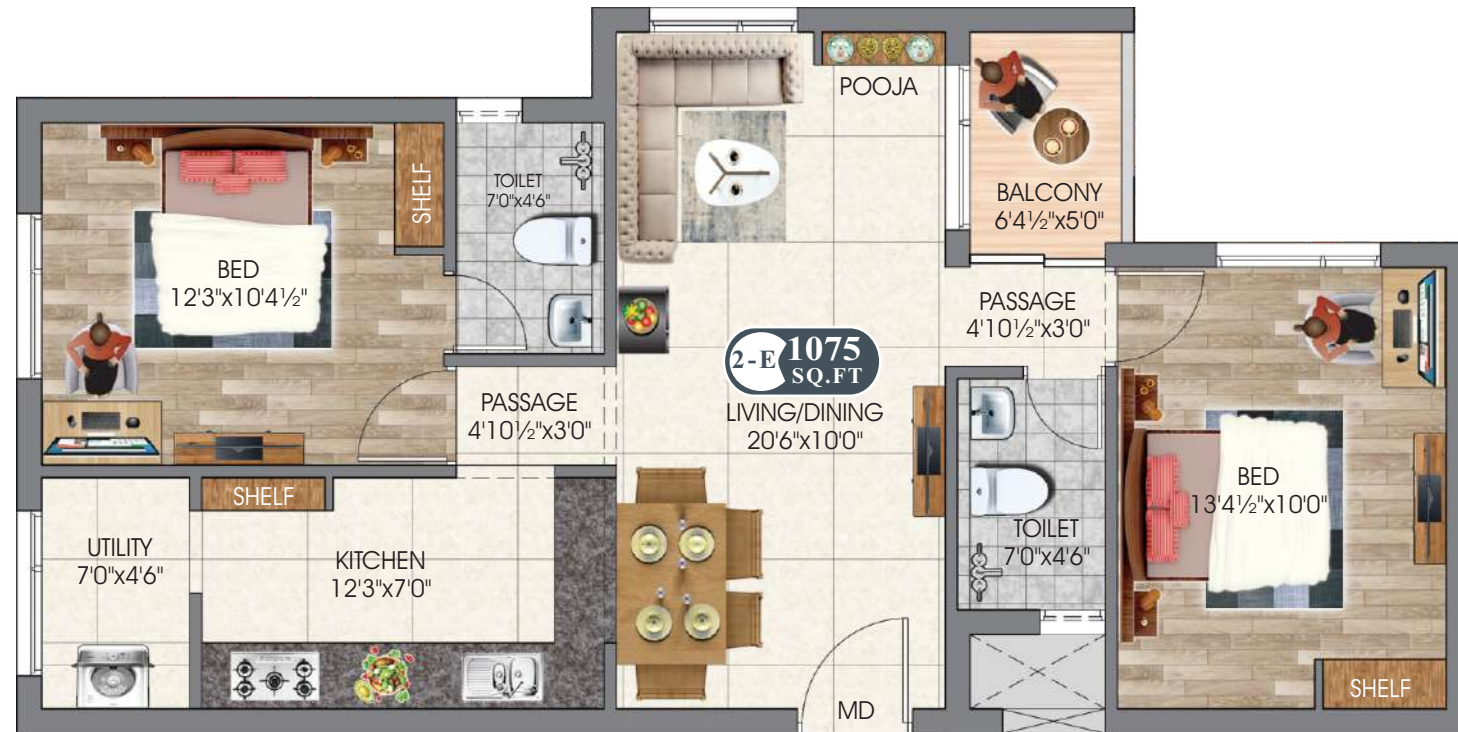 POOJA
BALCONY
6'4½"x5'0"
TOILET
7'0"x4'6"
SHELF
BED
12'3"x10'4½"
PASSAGE
4'10½"x3'0"
2-E 1075
SQ.FT
LIVING/DINING
20'6"x10'0"
PASSAGE
4'10½"x3'0"
SHELF
UTILITY
7'0"x4'6"
KITCHEN
12'3"x7'0"
TOILET
7'0"x4'6"
BED
13'4½"x10'0"
SHELF
MD